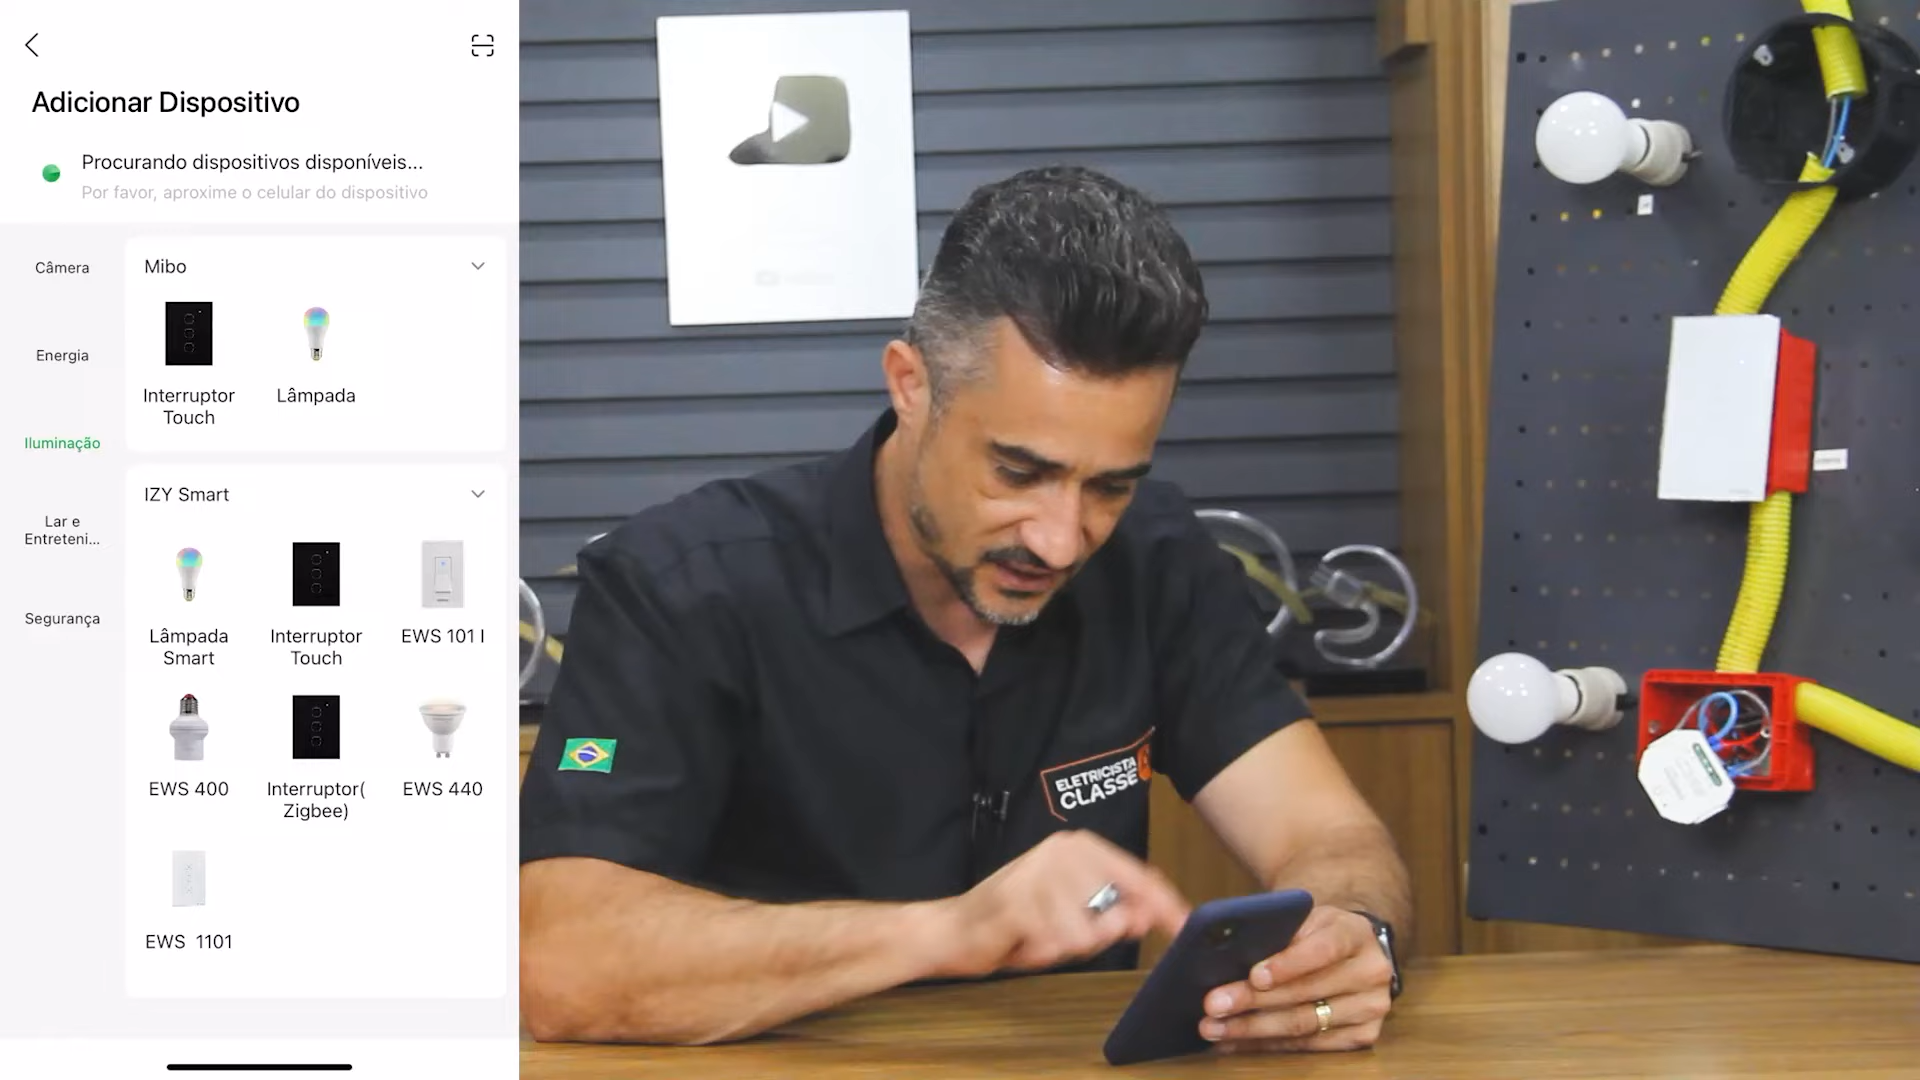 Adicionar Dispositivo
Procurando dispositivos disponíveis...
Por favor, aproxime o celular do dispositivo
Câmera
Energia
Iluminação
Lar e
Entreteni...
Segurança
Mibo
Interruptor
Touch
Lâmpada
IZY Smart
Lâmpada
Smart
Interruptor
Touch
EWS 101 I
EWS 400
Interruptor(
Zigbee)
EWS 440
EWS 1101
ELETRICISTA
CLASSE